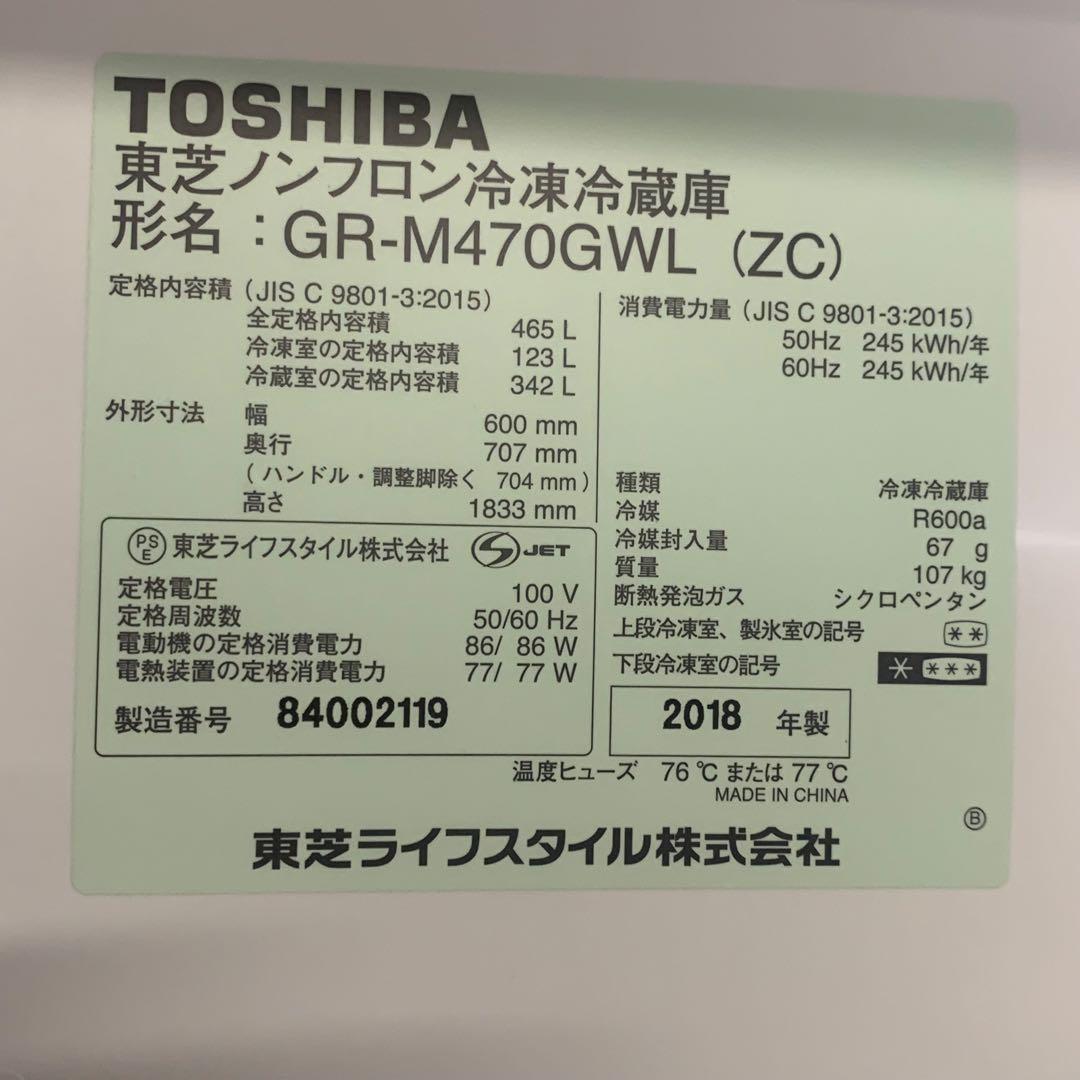 TOSHIBA
東芝ノンフロン冷凍冷蔵庫
形名：GR-M470GWL (ZC)
定格内容積 (JIS C 9801-3:2015)
全定格内容積 465 L
冷凍室の定格内容積 123 L
冷蔵室の定格内容積 342 L
外形寸法 幅 600 mm
奥行 707 mm
(ハンドル・調整脚除く 704 mm)
高さ 1833 mm
PSE 東芝ライフスタイル株式会社 S JET
定格電圧 100 V
定格周波数 50/60 Hz
電動機の定格消費電力 86/ 86 W
電熱装置の定格消費電力 77/ 77 W
製造番号 84002119
消費電力量 (JIS C 9801-3:2015)
50Hz 245 kWh/年
60Hz 245 kWh/年
種類 冷凍冷蔵庫
冷媒 R600a
冷媒封入量 67 g
質量 107 kg
断熱発泡ガス シクロペンタン
上段冷凍室、製氷室の記号 **
下段冷凍室の記号 * ***
2018 年製
温度ヒューズ 76 ℃ または 77 ℃
MADE IN CHINA
Ⓑ
東芝ライフスタイル株式会社